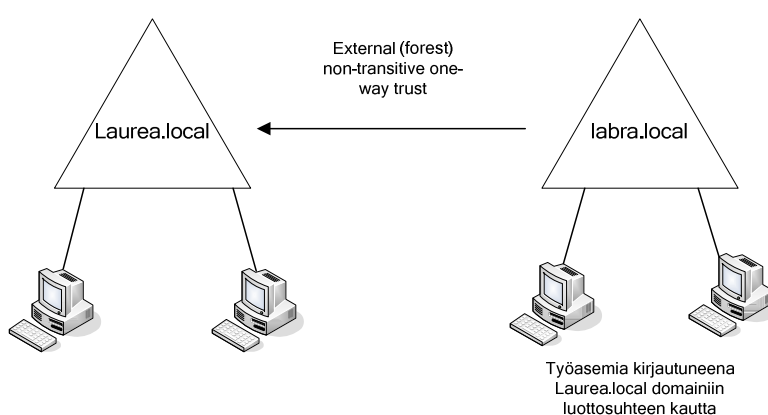 External (forest)
non-transitive one-
way trust
Laurea.local
labra.local
Työasemia kirjautuneena
Laurea.local domainiin
luottosuhteen kautta